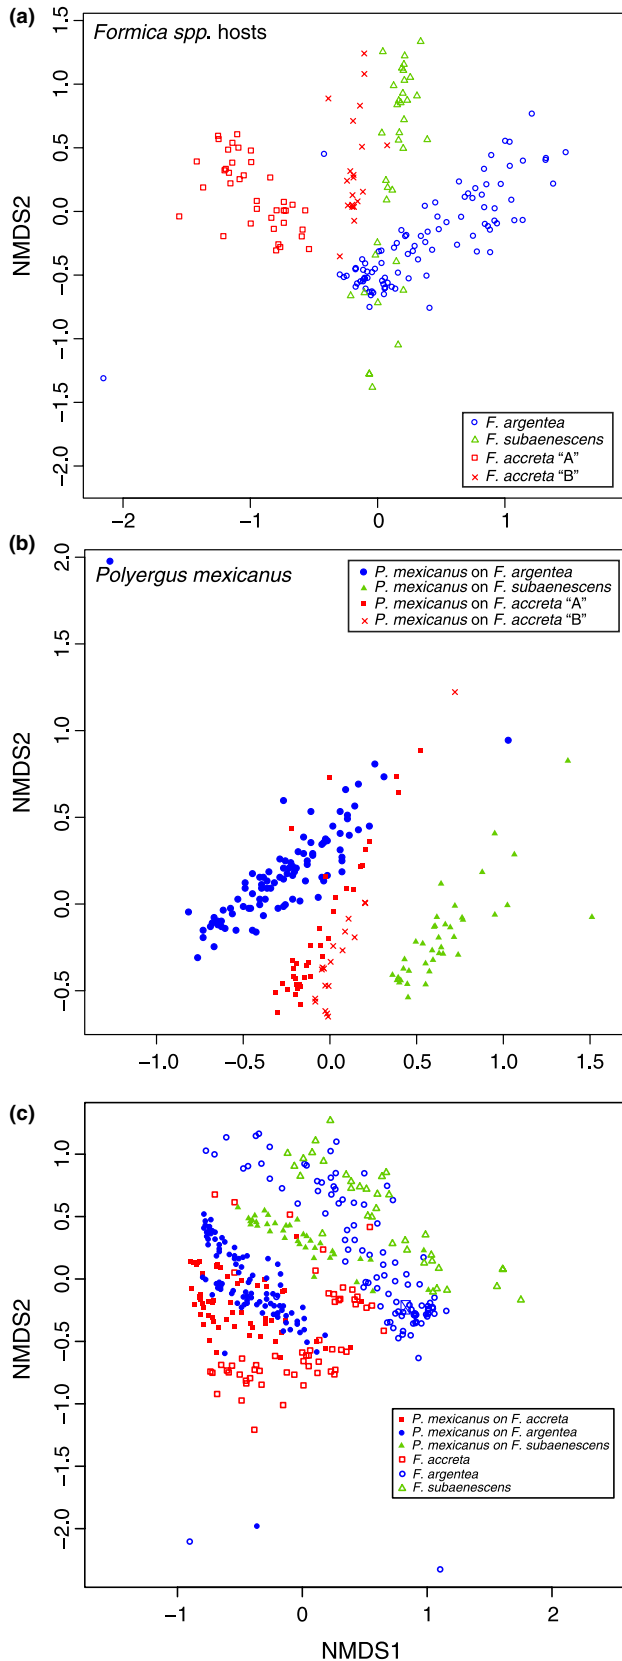 (a)
Formica spp. hosts
NMDS2
1.5
1.0
0.5
0.0
−0.5
−1.0
−1.5
−2.0
F. argentea
F. subaenescens
F. accreta “A”
F. accreta “B”
−2
−1
0
1
(b)
Polyergus mexicanus
NMDS2
2.0
1.5
1.0
0.5
0.0
−0.5
P. mexicanus on F. argentea
P. mexicanus on F. subaenescens
P. mexicanus on F. accreta “A”
P. mexicanus on F. accreta “B”
−1.0
−0.5
0.0
0.5
1.0
1.5
(c)
NMDS2
1.0
0.5
0.0
−0.5
−1.0
−1.5
−2.0
P. mexicanus on F. accreta
P. mexicanus on F. argentea
P. mexicanus on F. subaenescens
F. accreta
F. argentea
F. subaenescens
−1
0
1
2
NMDS1